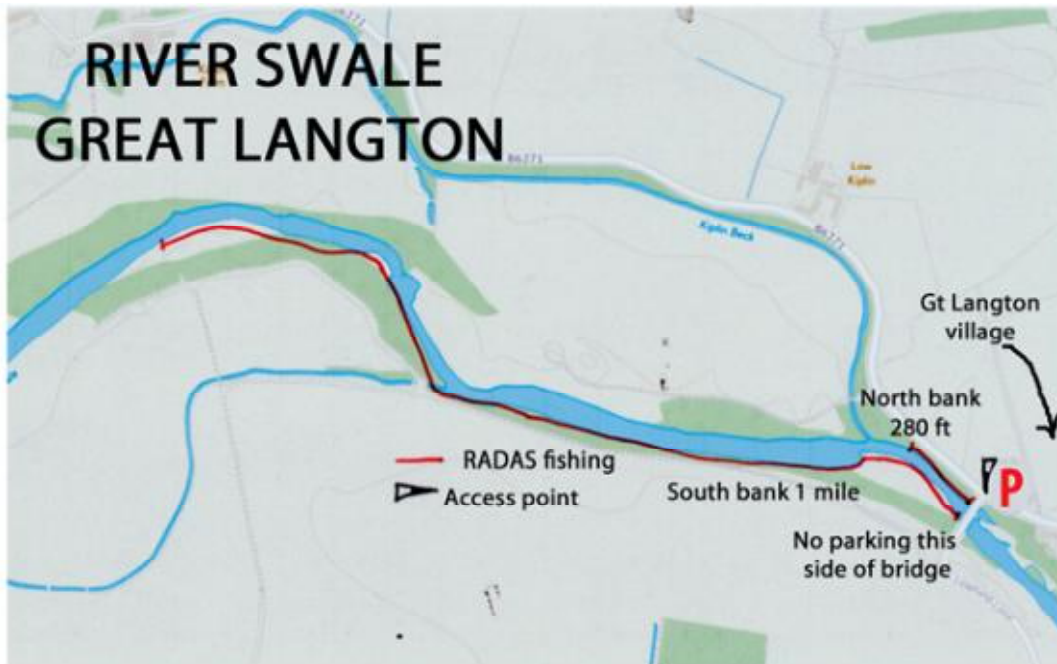 RIVER SWALE
GREAT LANGTON
B6271
Low
Kiplin
Kiplin Beck
B6271
Gt Langton
village
North bank
280 ft
RADAS fishing
Access point
South bank 1 mile
P
No parking this
side of bridge